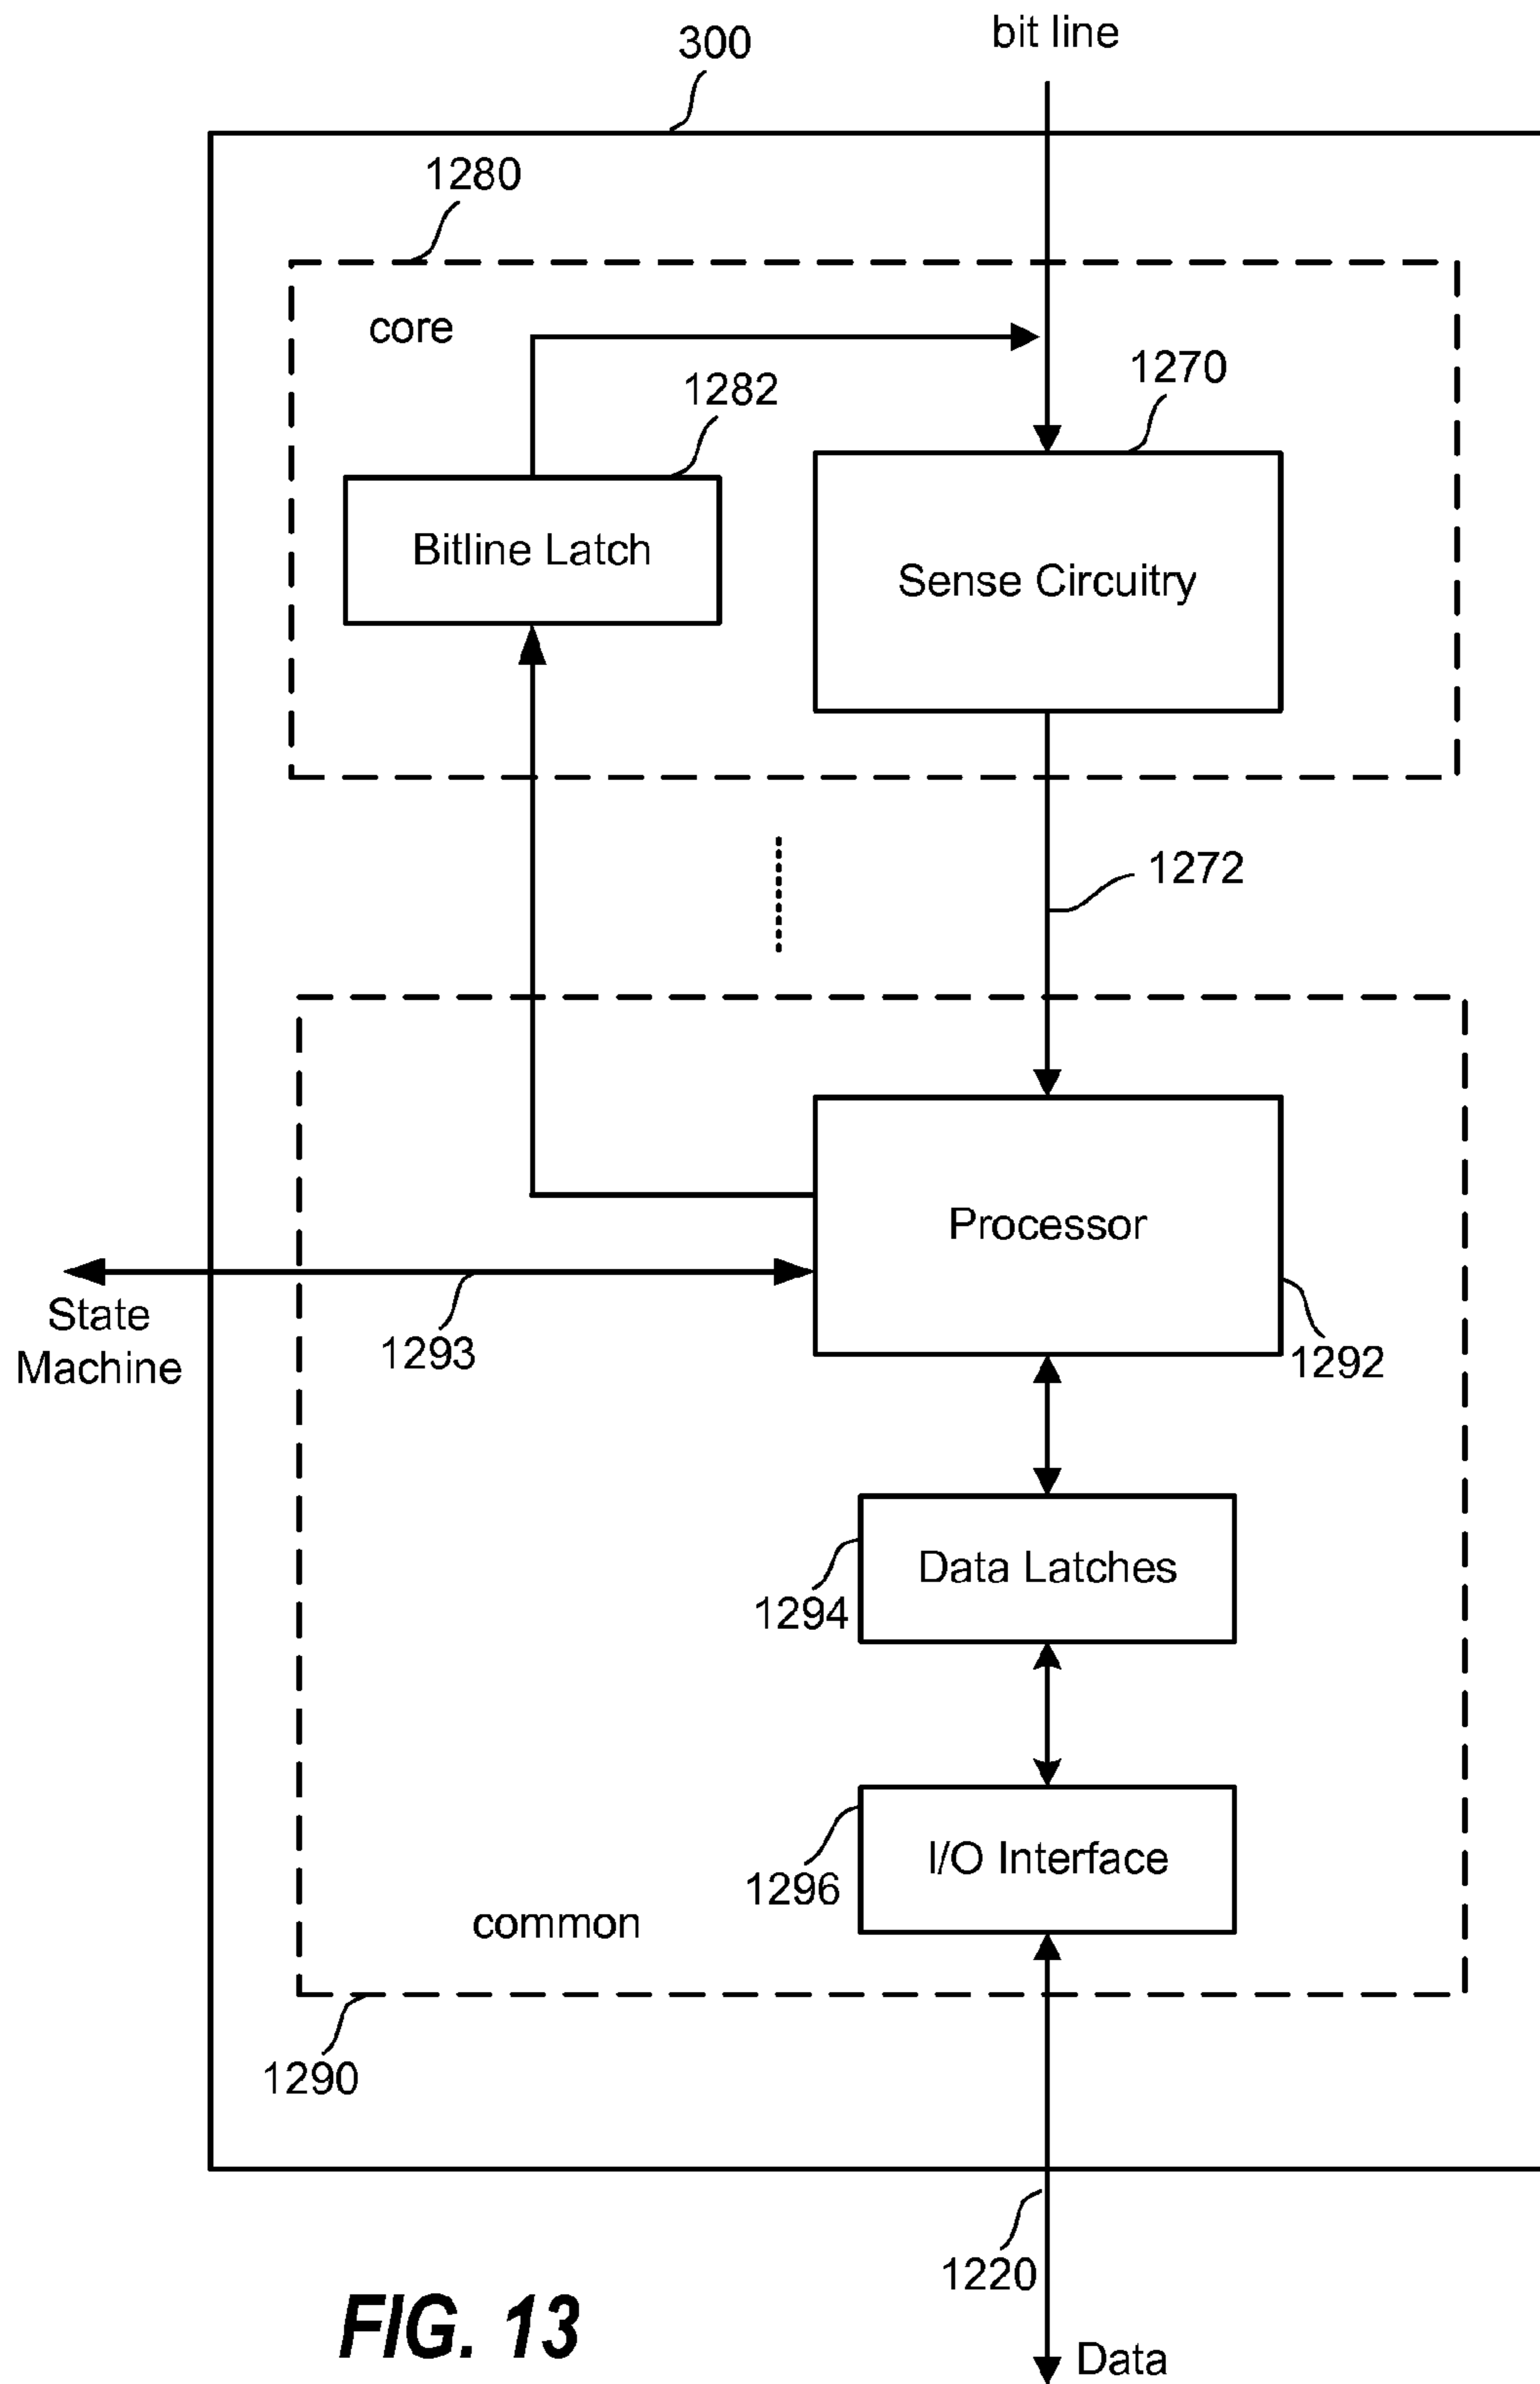 bit line
300
1280
core
1270
1282
Bitline Latch
Sense Circuitry
1272
Processor
State
Machine
1293
1292
Data Latches
1294
I/O Interface
1296
common
1290
1220
FIG. 13
Data